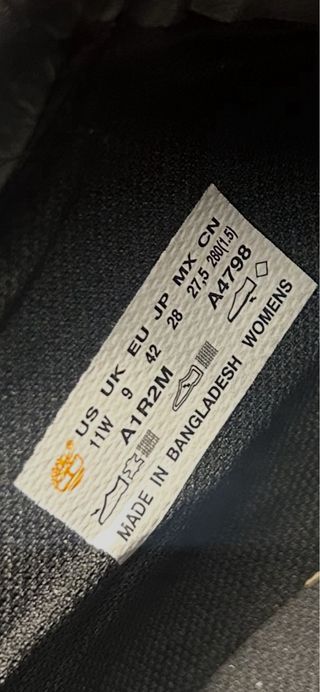 US UK EU JP MX CN
11W 9 42 28 27,5 280(1.5)
A1R2M A4798
MADE IN BANGLADESH WOMENS